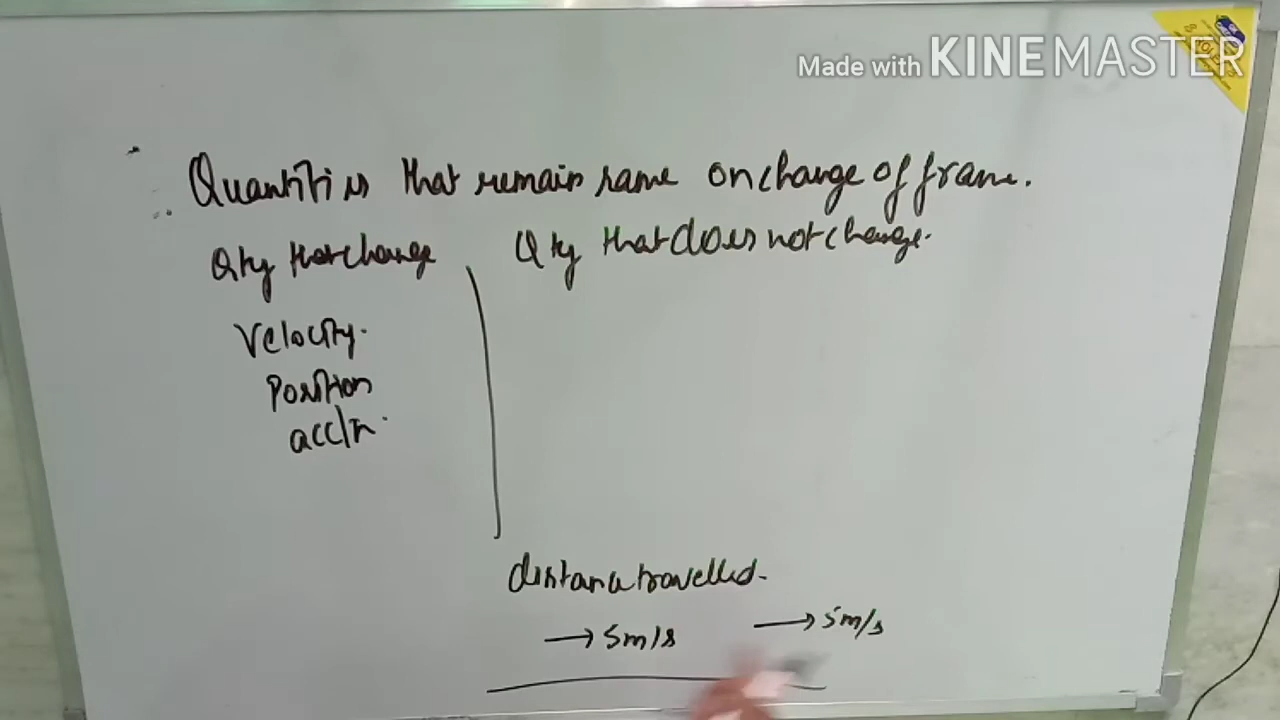 Made with KINEMASTER
Quantities that remain same on change of frame.
Qty that change
Qty that does not change.
Velocity.
Position
acc/n.
distance travelled.
→ 5m/s
→ 5m/s